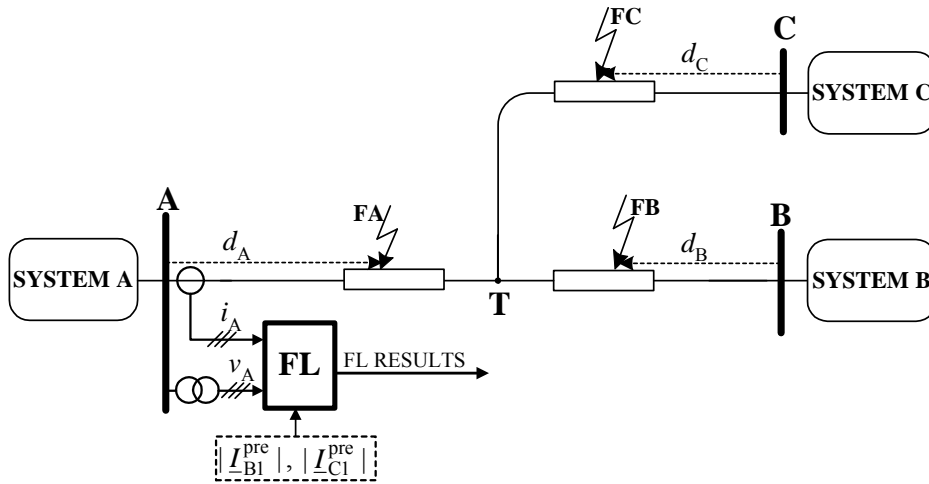 FC
C
d_C
SYSTEM C
A
FA
FB
B
d_A
d_B
SYSTEM A
T
SYSTEM B
i_A
FL
FL RESULTS
v_A
| I_B1^pre | , | I_C1^pre |